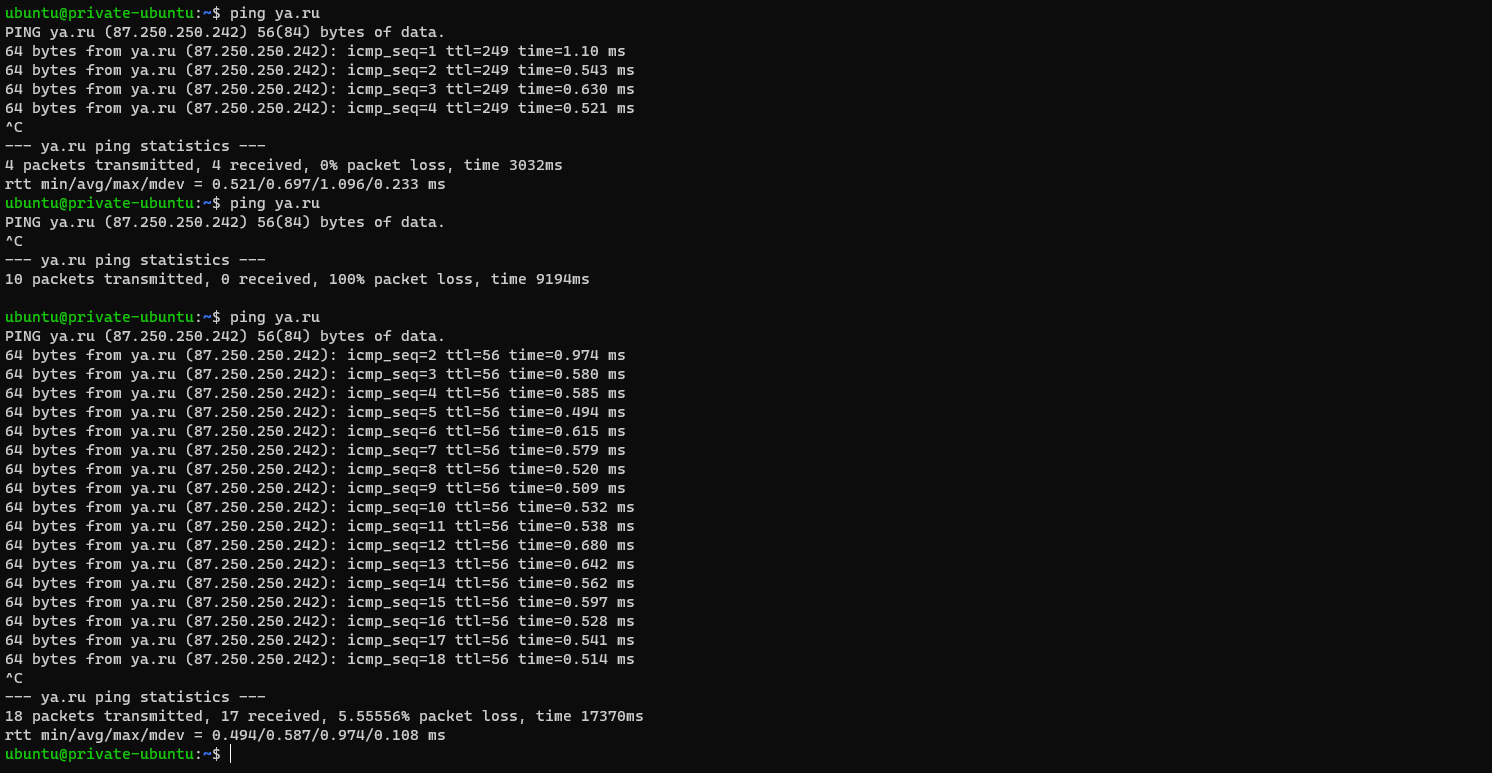 ubuntu@private-ubuntu:~$ ping ya.ru
PING ya.ru (87.250.250.242) 56(84) bytes of data.
64 bytes from ya.ru (87.250.250.242): icmp_seq=1 ttl=249 time=1.10 ms
64 bytes from ya.ru (87.250.250.242): icmp_seq=2 ttl=249 time=0.543 ms
64 bytes from ya.ru (87.250.250.242): icmp_seq=3 ttl=249 time=0.630 ms
64 bytes from ya.ru (87.250.250.242): icmp_seq=4 ttl=249 time=0.521 ms
^C
--- ya.ru ping statistics ---
4 packets transmitted, 4 received, 0% packet loss, time 3032ms
rtt min/avg/max/mdev = 0.521/0.697/1.096/0.233 ms
ubuntu@private-ubuntu:~$ ping ya.ru
PING ya.ru (87.250.250.242) 56(84) bytes of data.
^C
--- ya.ru ping statistics ---
10 packets transmitted, 0 received, 100% packet loss, time 9194ms

ubuntu@private-ubuntu:~$ ping ya.ru
PING ya.ru (87.250.250.242) 56(84) bytes of data.
64 bytes from ya.ru (87.250.250.242): icmp_seq=2 ttl=56 time=0.974 ms
64 bytes from ya.ru (87.250.250.242): icmp_seq=3 ttl=56 time=0.580 ms
64 bytes from ya.ru (87.250.250.242): icmp_seq=4 ttl=56 time=0.585 ms
64 bytes from ya.ru (87.250.250.242): icmp_seq=5 ttl=56 time=0.494 ms
64 bytes from ya.ru (87.250.250.242): icmp_seq=6 ttl=56 time=0.615 ms
64 bytes from ya.ru (87.250.250.242): icmp_seq=7 ttl=56 time=0.579 ms
64 bytes from ya.ru (87.250.250.242): icmp_seq=8 ttl=56 time=0.520 ms
64 bytes from ya.ru (87.250.250.242): icmp_seq=9 ttl=56 time=0.509 ms
64 bytes from ya.ru (87.250.250.242): icmp_seq=10 ttl=56 time=0.532 ms
64 bytes from ya.ru (87.250.250.242): icmp_seq=11 ttl=56 time=0.538 ms
64 bytes from ya.ru (87.250.250.242): icmp_seq=12 ttl=56 time=0.680 ms
64 bytes from ya.ru (87.250.250.242): icmp_seq=13 ttl=56 time=0.642 ms
64 bytes from ya.ru (87.250.250.242): icmp_seq=14 ttl=56 time=0.562 ms
64 bytes from ya.ru (87.250.250.242): icmp_seq=15 ttl=56 time=0.597 ms
64 bytes from ya.ru (87.250.250.242): icmp_seq=16 ttl=56 time=0.528 ms
64 bytes from ya.ru (87.250.250.242): icmp_seq=17 ttl=56 time=0.541 ms
64 bytes from ya.ru (87.250.250.242): icmp_seq=18 ttl=56 time=0.514 ms
^C
--- ya.ru ping statistics ---
18 packets transmitted, 17 received, 5.55556% packet loss, time 17370ms
rtt min/avg/max/mdev = 0.494/0.587/0.974/0.108 ms
ubuntu@private-ubuntu:~$